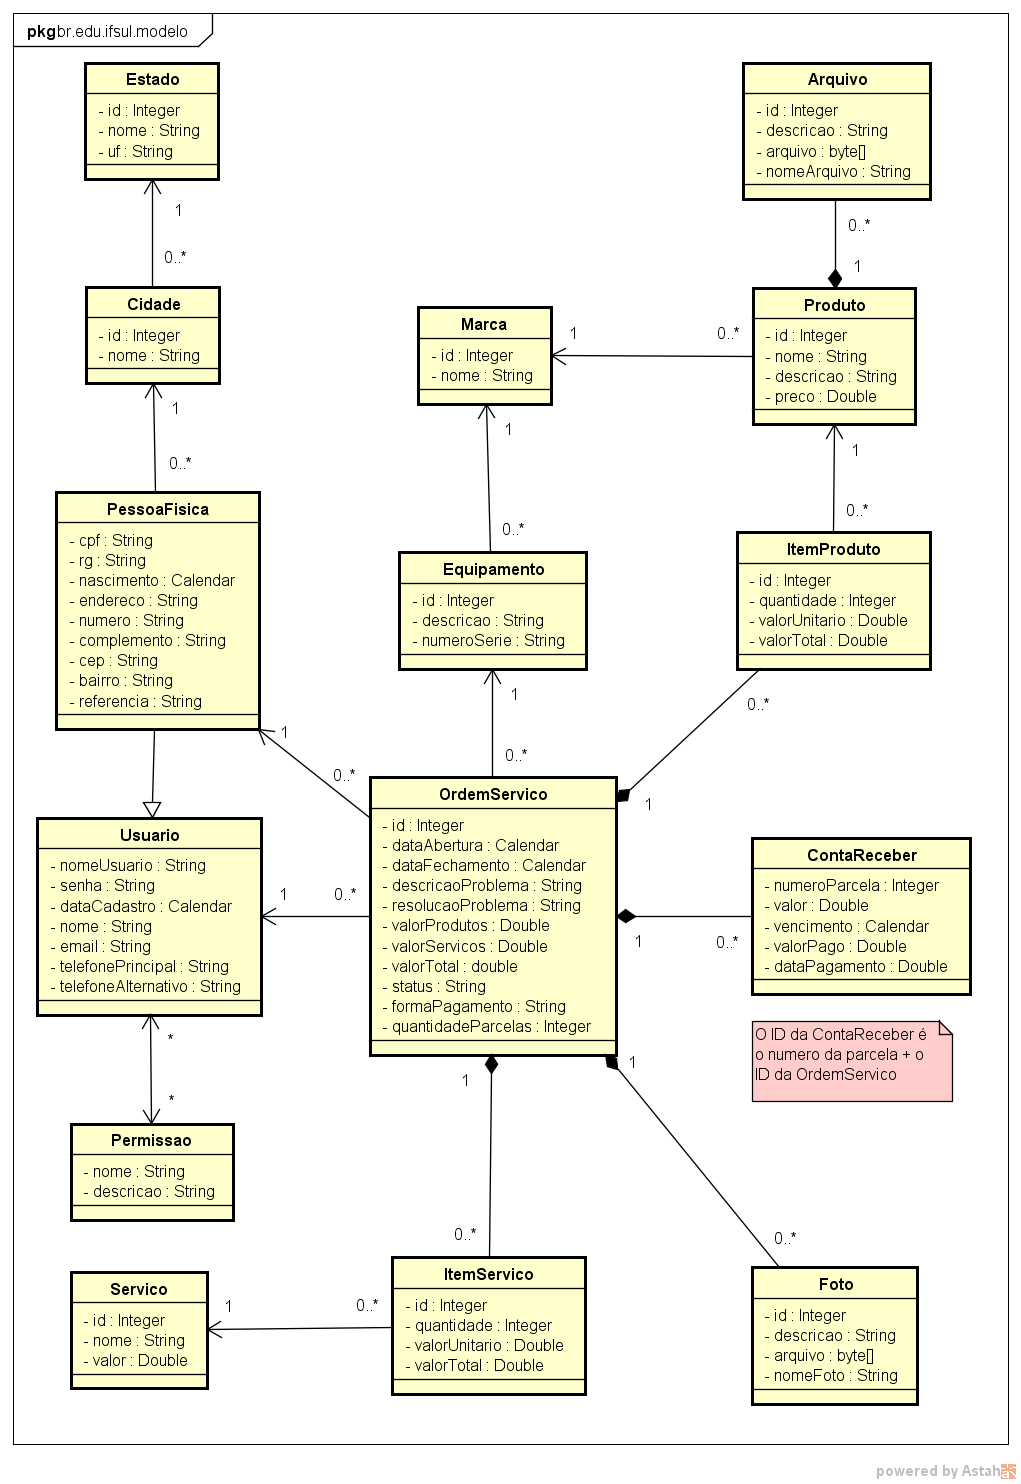 pkg br.edu.ifsul.modelo
Estado
- id : Integer
- nome : String
- uf : String
1
0..*
Cidade
- id : Integer
- nome : String
1
0..*
PessoaFisica
- cpf : String
- rg : String
- nascimento : Calendar
- endereco : String
- numero : String
- complemento : String
- cep : String
- bairro : String
- referencia : String
1
0..*
Usuario
- nomeUsuario : String
- senha : String
- dataCadastro : Calendar
- nome : String
- email : String
- telefonePrincipal : String
- telefoneAlternativo : String
1
0..*
*
*
Permissao
- nome : String
- descricao : String
Arquivo
- id : Integer
- descricao : String
- arquivo : byte[]
- nomeArquivo : String
0..*
1
Produto
- id : Integer
- nome : String
- descricao : String
- preco : Double
1
0..*
Marca
- id : Integer
- nome : String
1
0..*
Equipamento
- id : Integer
- descricao : String
- numeroSerie : String
1
0..*
1
0..*
ItemProduto
- id : Integer
- quantidade : Integer
- valorUnitario : Double
- valorTotal : Double
0..*
1
OrdemServico
- id : Integer
- dataAbertura : Calendar
- dataFechamento : Calendar
- descricaoProblema : String
- resolucaoProblema : String
- valorProdutos : Double
- valorServicos : Double
- valorTotal : double
- status : String
- formaPagamento : String
- quantidadeParcelas : Integer
1
0..*
ContaReceber
- numeroParcela : Integer
- valor : Double
- vencimento : Calendar
- valorPago : Double
- dataPagamento : Double
O ID da ContaReceber é
o numero da parcela + o
ID da OrdemServico
1
1
0..*
0..*
Servico
- id : Integer
- nome : String
- valor : Double
1
0..*
ItemServico
- id : Integer
- quantidade : Integer
- valorUnitario : Double
- valorTotal : Double
Foto
- id : Integer
- descricao : String
- arquivo : byte[]
- nomeFoto : String
powered by Astah